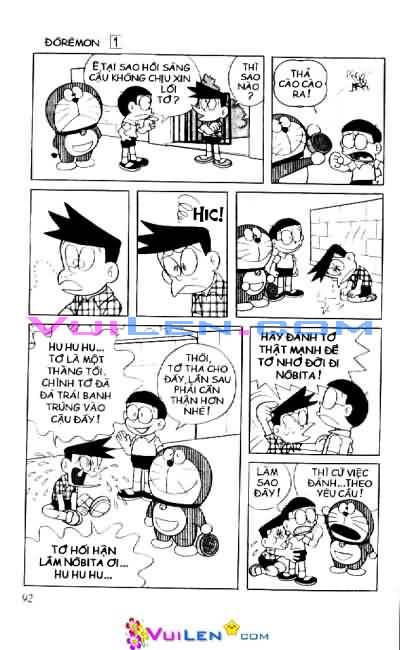 ĐÔRÊMON 1
Ê TẠI SAO HỒI SÁNG
CẬU KHÔNG CHỊU XIN
LỖI
TỚ?
THÌ
SAO
NÀO?
THẢ
CÀO CÀO
RA!
HIC!
HU HU HU...
TỚ LÀ MỘT
THẰNG TỒI,
CHÍNH TỚ ĐÃ
ĐÁ TRÁI BANH
TRÚNG VÀO
CẬU ĐẤY!
THÔI,
TỚ THA CHO
ĐẤY, LẦN SAU
PHẢI CẨN
THẬN HƠN
NHÉ!
TỚ HỐI HẬN
LẮM NÔBITA ƠI...
HU HU HU...
HÃY ĐÁNH TỚ
THẬT MẠNH ĐỂ
TỚ NHỚ ĐỜI ĐI
NÔBITA!
LÀM
SAO
ĐÂY!
THÌ CỨ VIỆC
ĐÁNH...THEO
YÊU CẦU!
VUILEN.COM
92
VUILEN.COM